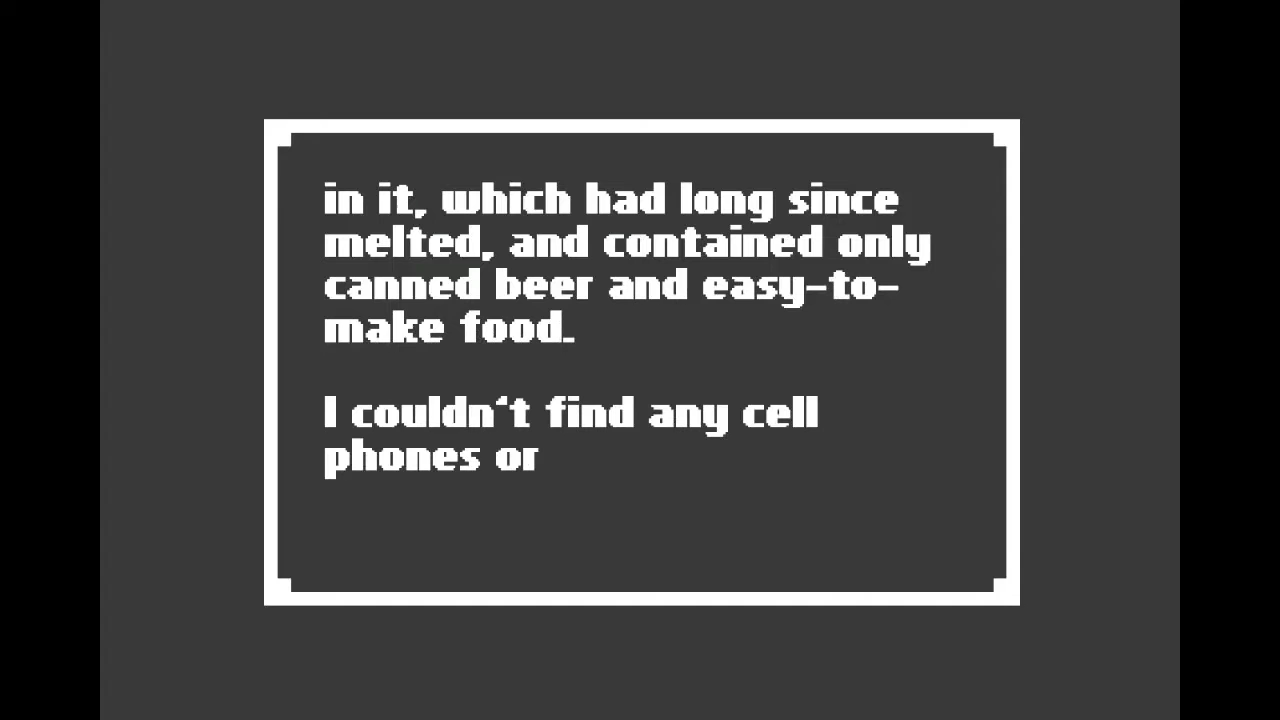 in it, which had long since
melted, and contained only
canned beer and easy-to-
make food.
I couldn't find any cell
phones or